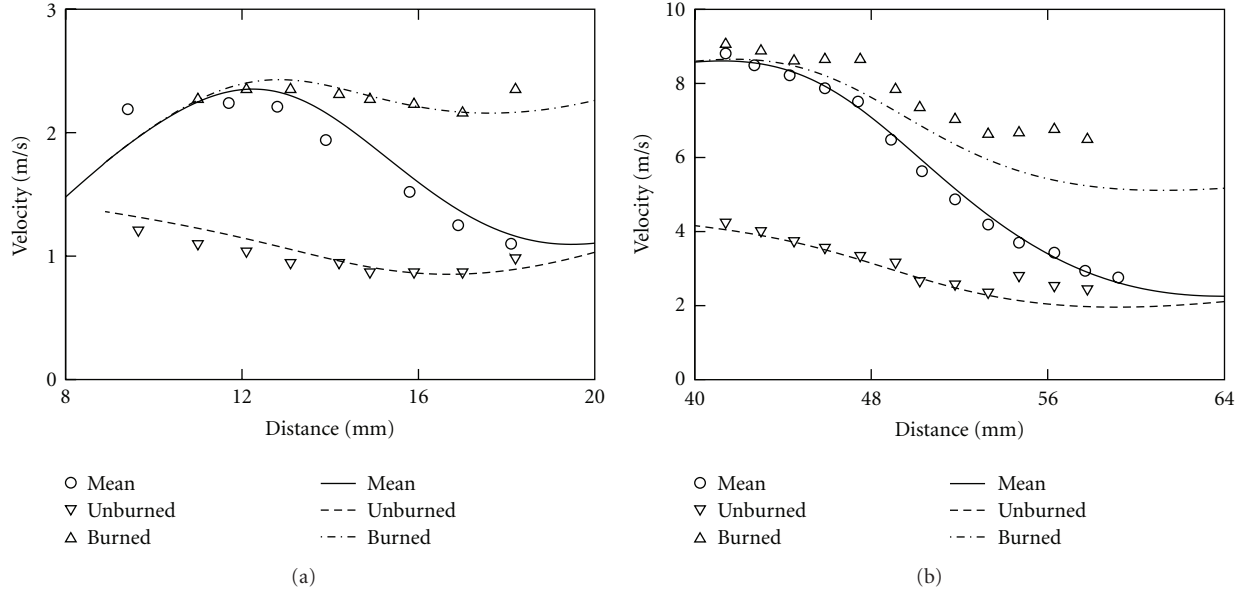 3
2
1
0
Velocity (m/s)
8 12 16 20
Distance (mm)
Mean Mean
Unburned Unburned
Burned Burned
(a)
10
8
6
4
2
0
Velocity (m/s)
40 48 56 64
Distance (mm)
Mean Mean
Unburned Unburned
Burned Burned
(b)